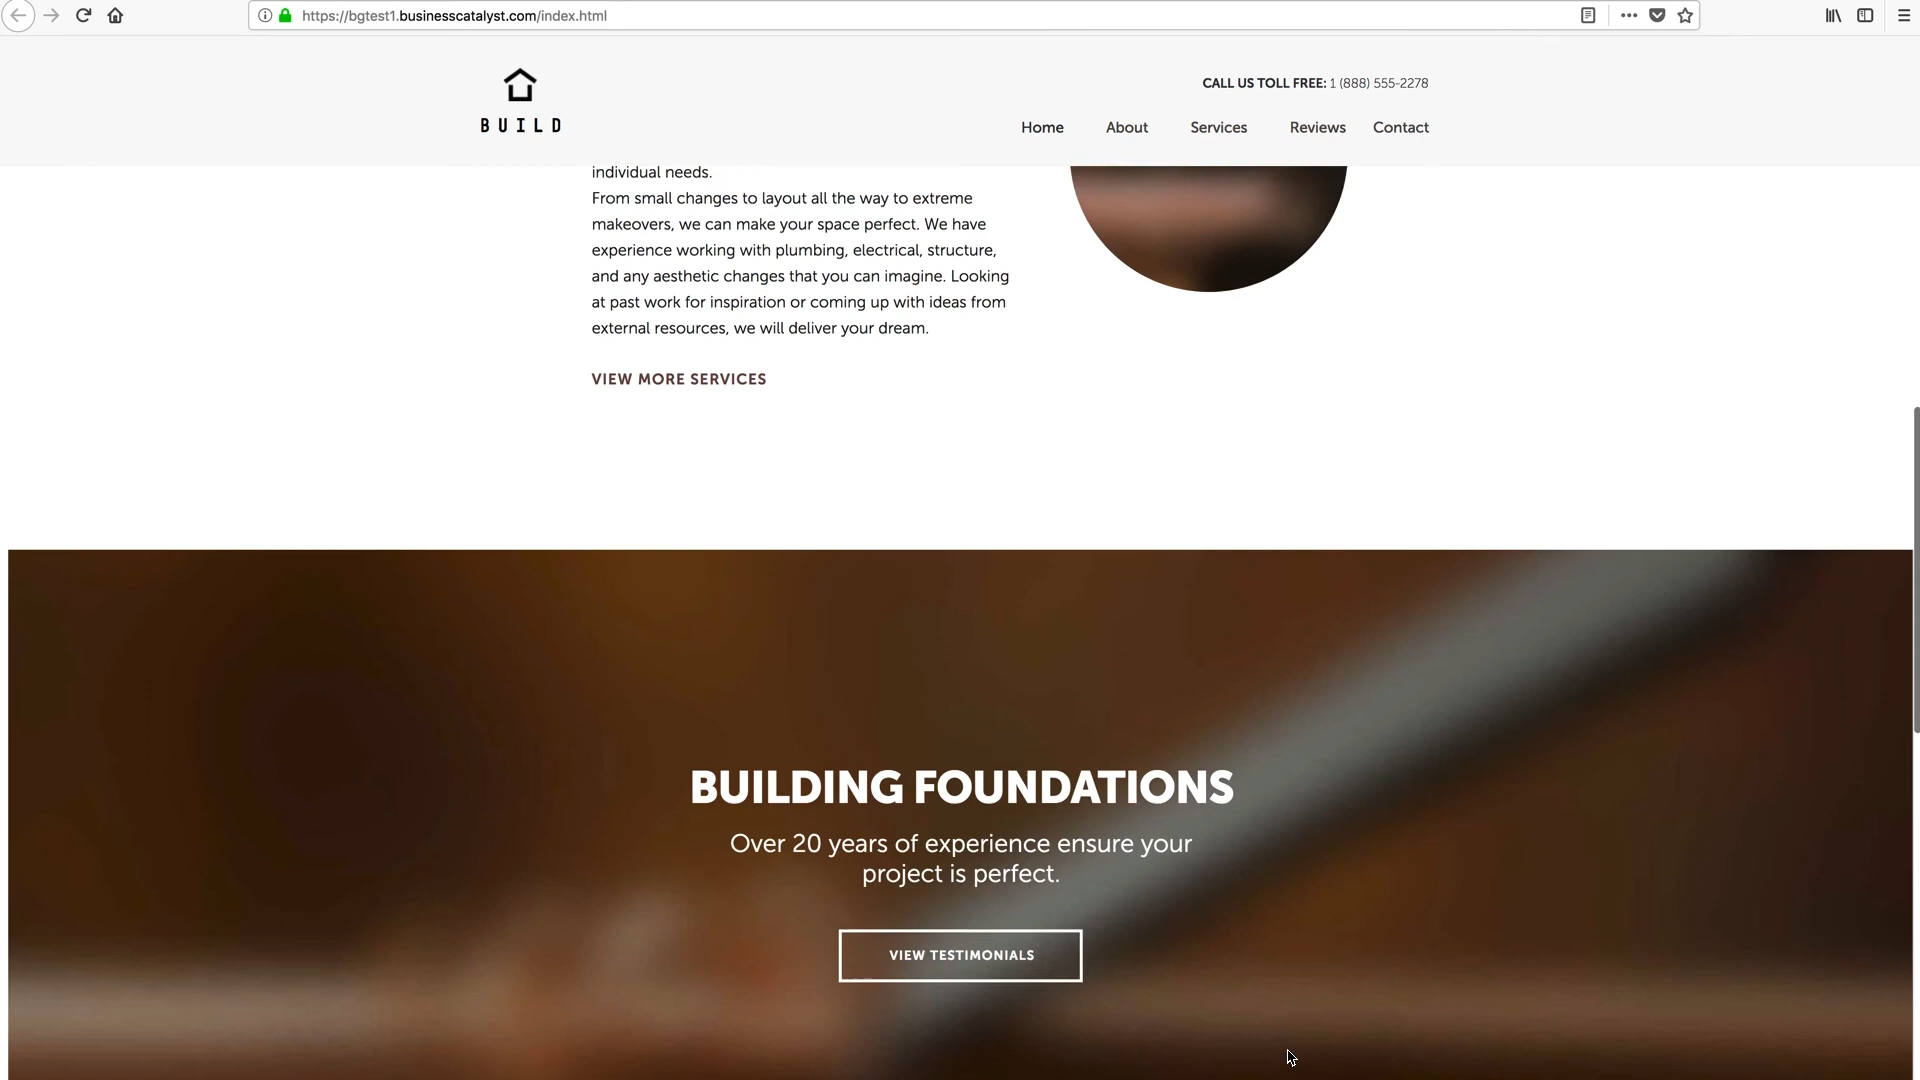 https://bgtest1.businesscatalyst.com/index.html
BUILD
CALL US TOLL FREE: 1 (888) 555-2278
Home About Services Reviews Contact
individual needs.
From small changes to layout all the way to extreme
makeovers, we can make your space perfect. We have
experience working with plumbing, electrical, structure,
and any aesthetic changes that you can imagine. Looking
at past work for inspiration or coming up with ideas from
external resources, we will deliver your dream.
VIEW MORE SERVICES
BUILDING FOUNDATIONS
Over 20 years of experience ensure your
project is perfect.
VIEW TESTIMONIALS